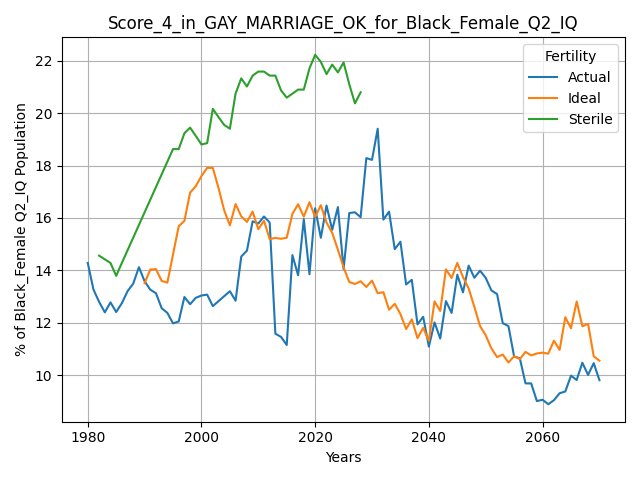 Score_4_in_GAY_MARRIAGE_OK_for_Black_Female_Q2_IQ
Fertility
Actual
Ideal
Sterile
% of Black_Female Q2_IQ Population
22
20
18
16
14
12
10
1980
2000
2020
2040
2060
Years